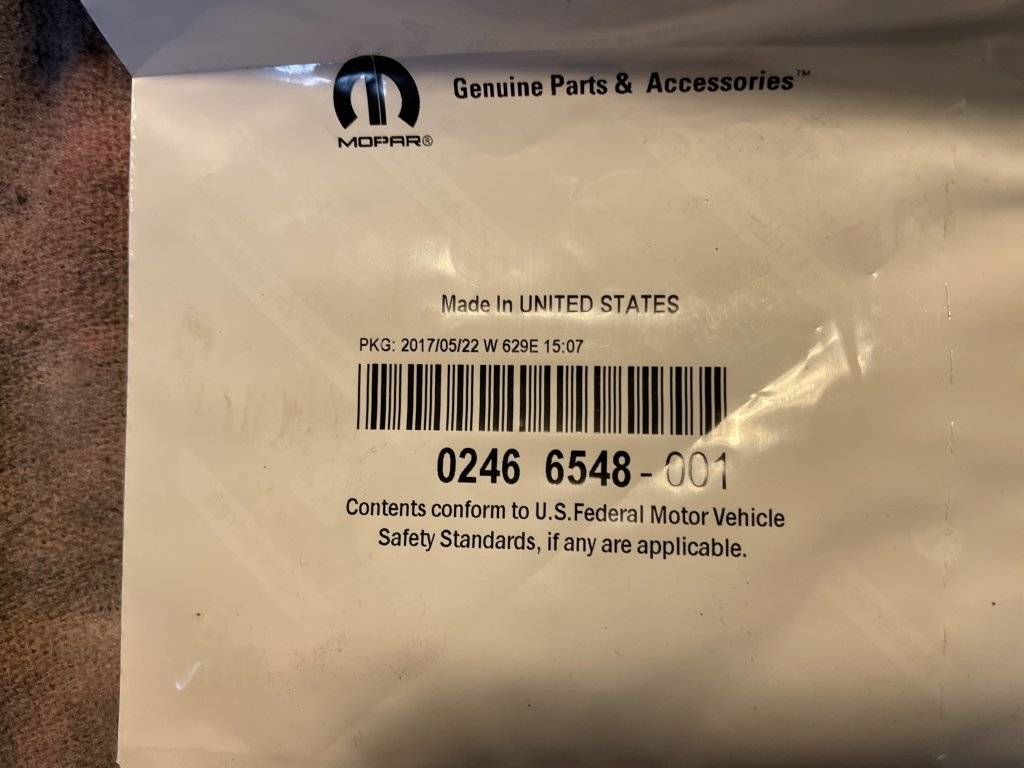 Genuine Parts & Accessories™
MOPAR®
Made In UNITED STATES
PKG: 2017/05/22 W 629E 15:07
0246 6548 - 001
Contents conform to U.S.Federal Motor Vehicle
Safety Standards, if any are applicable.